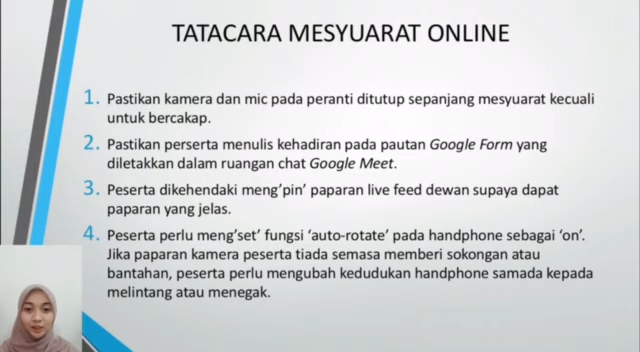 TATACARA MESYUARAT ONLINE
1. Pastikan kamera dan mic pada peranti ditutup sepanjang mesyuarat kecuali
untuk bercakap.
2. Pastikan perserta menulis kehadiran pada pautan Google Form yang
diletakkan dalam ruangan chat Google Meet.
3. Peserta dikehendaki meng’pin’ paparan live feed dewan supaya dapat
paparan yang jelas.
4. Peserta perlu meng’set’ fungsi ‘auto-rotate’ pada handphone sebagai ‘on’.
Jika paparan kamera peserta tiada semasa memberi sokongan atau
bantahan, peserta perlu mengubah kedudukan handphone samada kepada
melintang atau menegak.